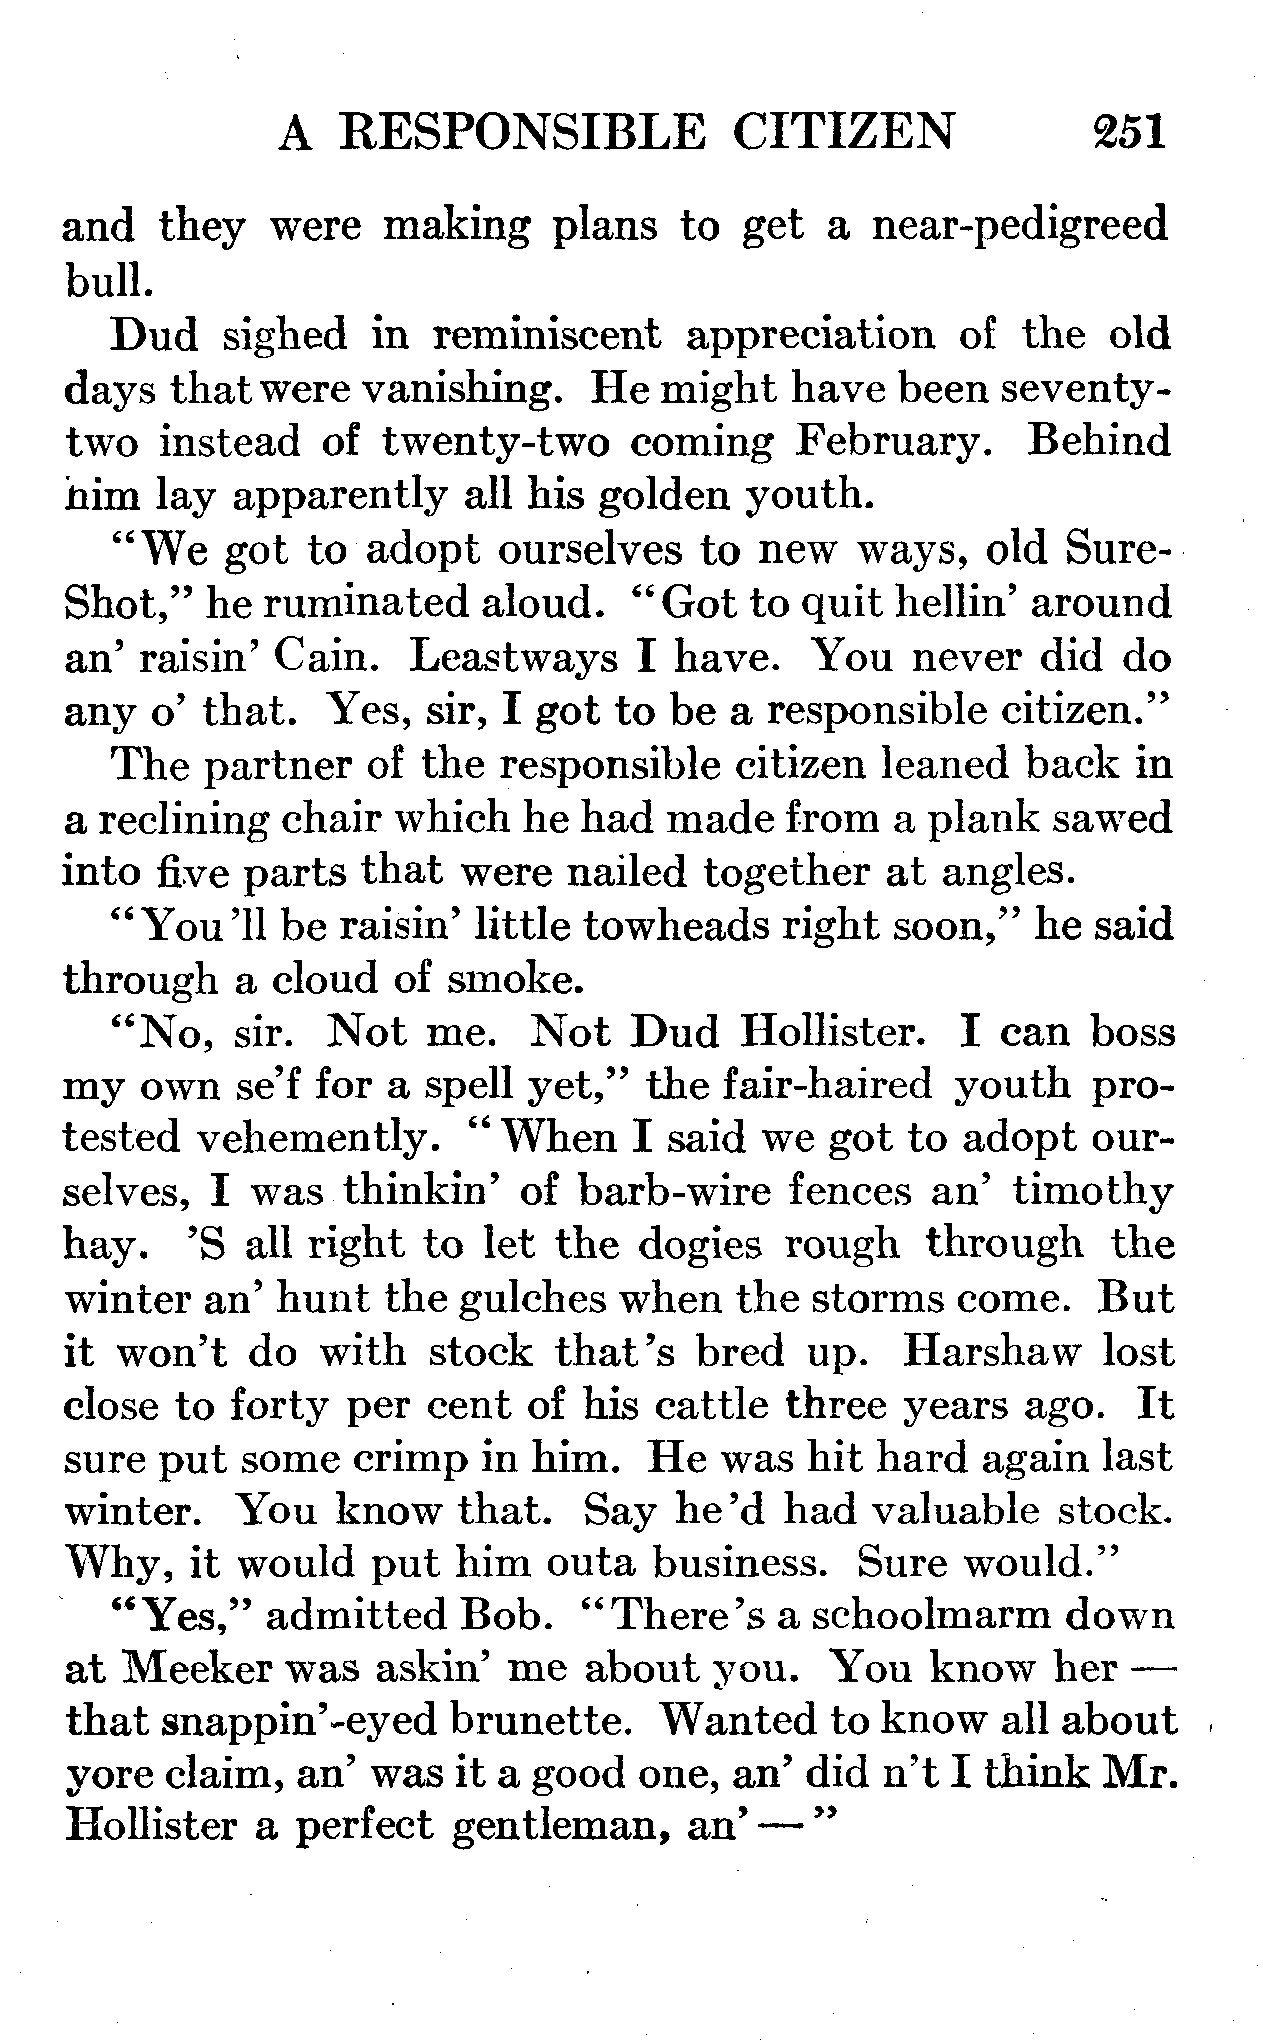 A RESPONSIBLE CITIZEN 251
and they were making plans to get a near-pedigreed
bull.
Dud sighed in reminiscent appreciation of the old
days that were vanishing. He might have been seventy-
two instead of twenty-two coming February. Behind
him lay apparently all his golden youth.
“We got to adopt ourselves to new ways, old Sure-
Shot,” he ruminated aloud. “Got to quit hellin’ around
an’ raisin’ Cain. Leastways I have. You never did do
any o’ that. Yes, sir, I got to be a responsible citizen.”
The partner of the responsible citizen leaned back in
a reclining chair which he had made from a plank sawed
into five parts that were nailed together at angles.
“You’ll be raisin’ little towheads right soon,” he said
through a cloud of smoke.
“No, sir. Not me. Not Dud Hollister. I can boss
my own se’f for a spell yet,” the fair-haired youth pro-
tested vehemently. “When I said we got to adopt our-
selves, I was thinkin’ of barb-wire fences an’ timothy
hay. ’S all right to let the dogies rough through the
winter an’ hunt the gulches when the storms come. But
it won’t do with stock that’s bred up. Harshaw lost
close to forty per cent of his cattle three years ago. It
sure put some crimp in him. He was hit hard again last
winter. You know that. Say he’d had valuable stock.
Why, it would put him outa business. Sure would.”
“Yes,” admitted Bob. “There’s a schoolmarm down
at Meeker was askin’ me about you. You know her —
that snappin’-eyed brunette. Wanted to know all about
yore claim, an’ was it a good one, an’ did n’t I think Mr.
Hollister a perfect gentleman, an’ — ”